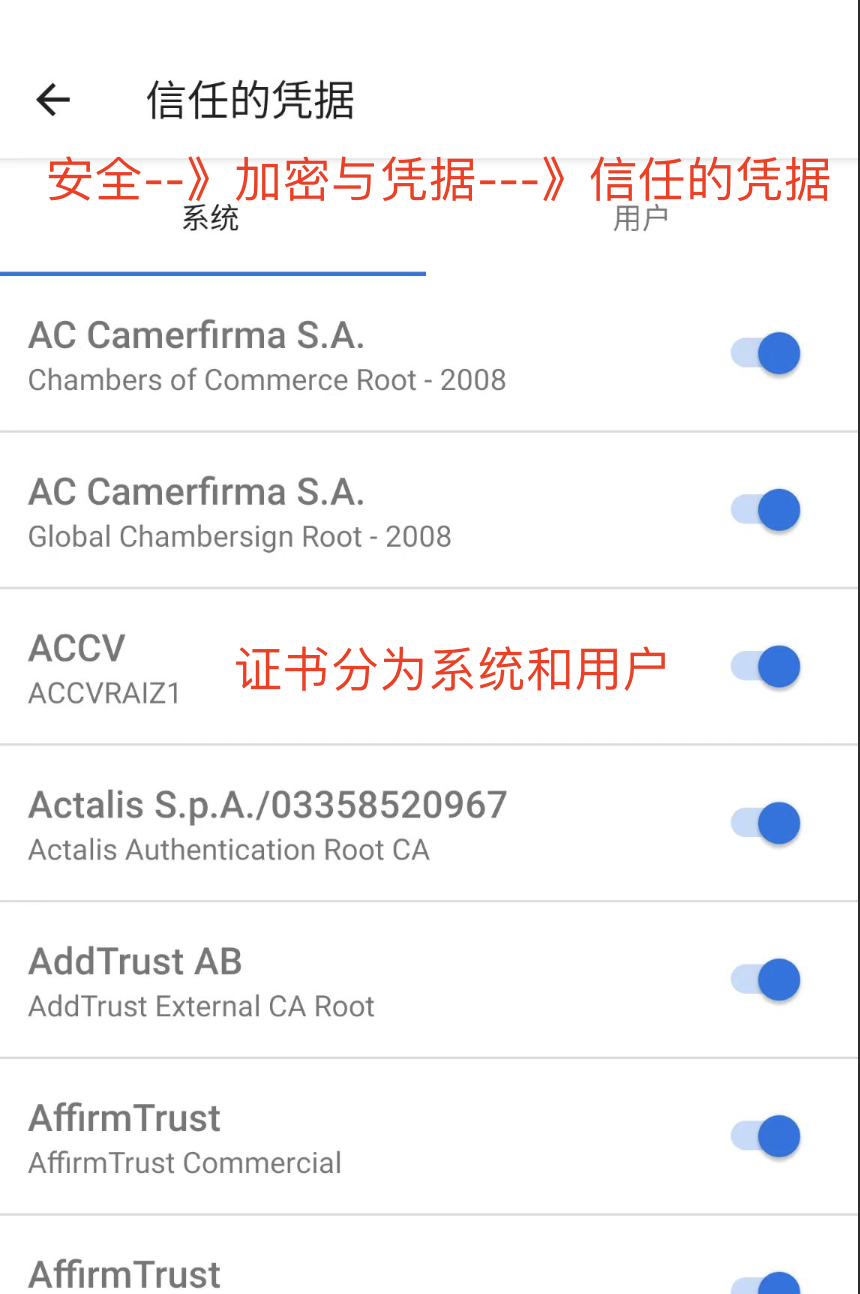 信任的凭据
安全--》加密与凭据---》信任的凭据
系统
用户
AC Camerfirma S.A.
Chambers of Commerce Root - 2008
AC Camerfirma S.A.
Global Chambersign Root - 2008
ACCV
ACCVRAIZ1
证书分为系统和用户
Actalis S.p.A./03358520967
Actalis Authentication Root CA
AddTrust AB
AddTrust External CA Root
AffirmTrust
AffirmTrust Commercial
AffirmTrust